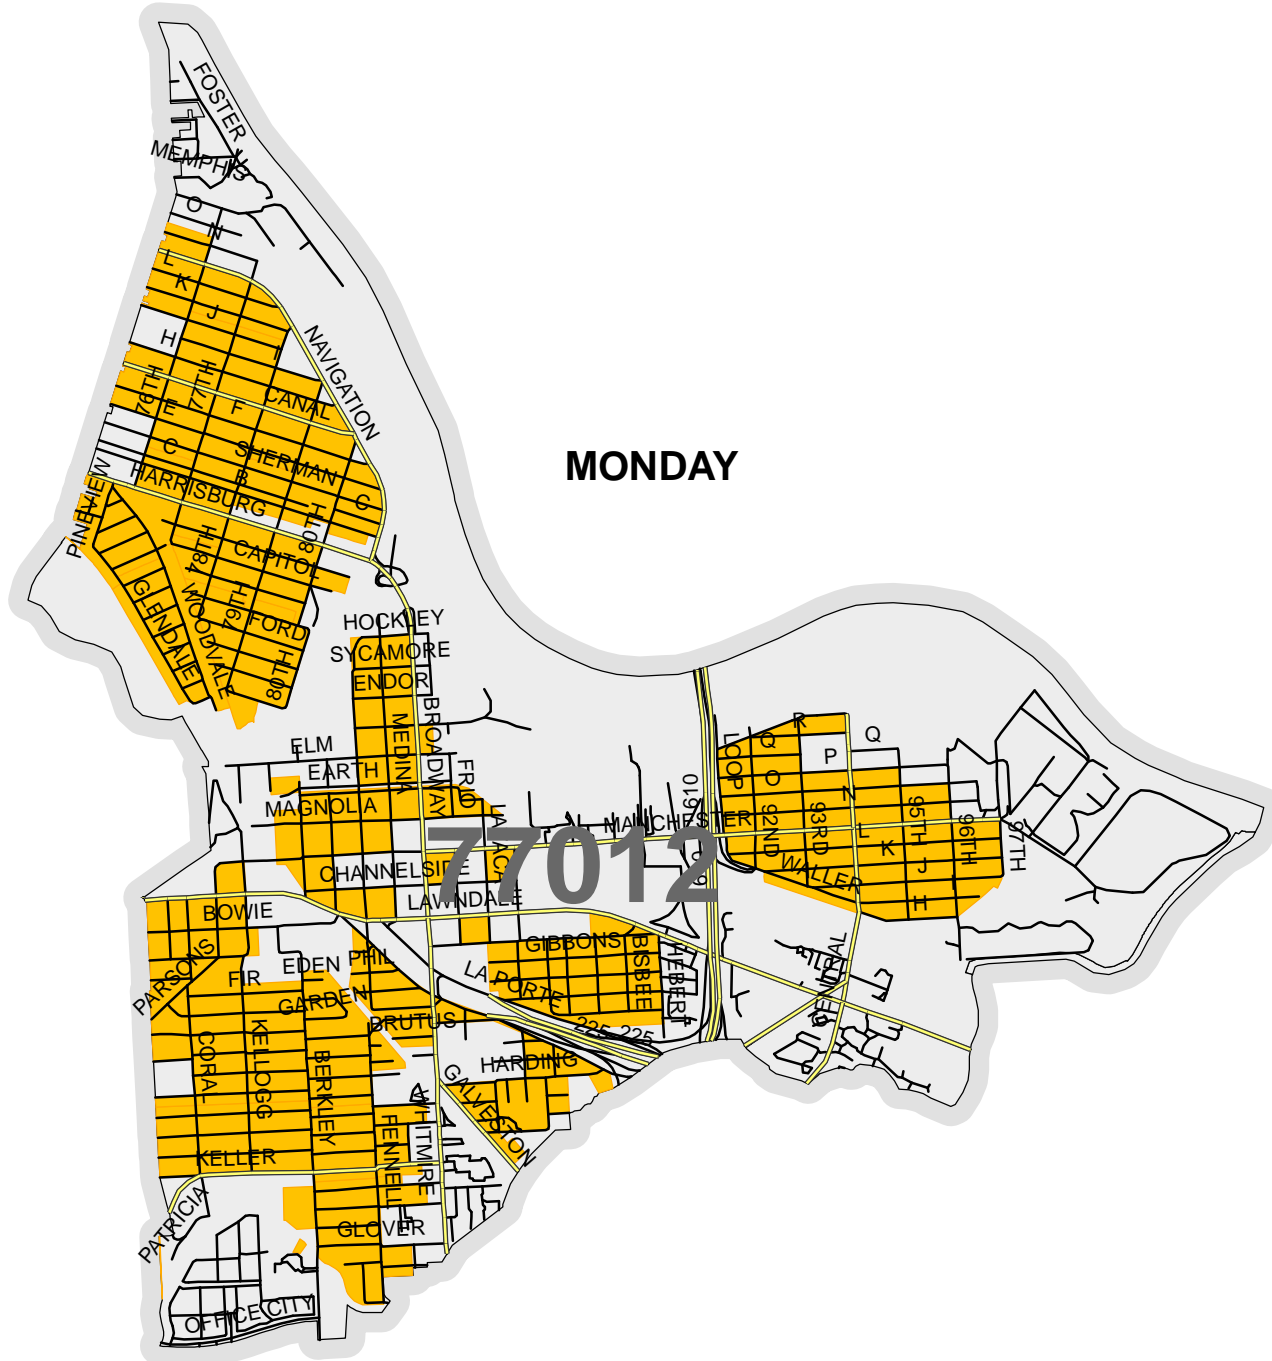 FOSTER
MEMPHIS
O
N
L
K
J
H
I
NAVIGATION
76TH
77TH
CANAL
E
F
C
SHERMAN
B
HARRISBURG
H
C
PINEVIEW
80TH
78TH
CAPITOL
GLENDALE
WOODVALE
79TH
FORD
80TH
MONDAY
HOCKLEY
SYCAMORE
ENDOR
MEDINA
BROADWAY
ELM
EARTH
FRIO
MAGNOLIA
MANCHESTER
610
LOOP
R
Q
Q
P
O
N
92ND
93RD
95TH
96TH
97TH
L
K
J
I
H
WALLER
77012
CHANNELSIDE
LAWNDALE
BOWIE
PARSONS
FIR
EDEN
PHIL
GARDEN
LA PORTE
GIBBONS
BISBEE
HEBERT
BRUTUS
225
225
HARDING
CORAL
KELLOGG
BERKLEY
GALVESTON
FENNELL
WHITMIRE
KELLER
PATRICIA
GLOVER
OFFICE CITY